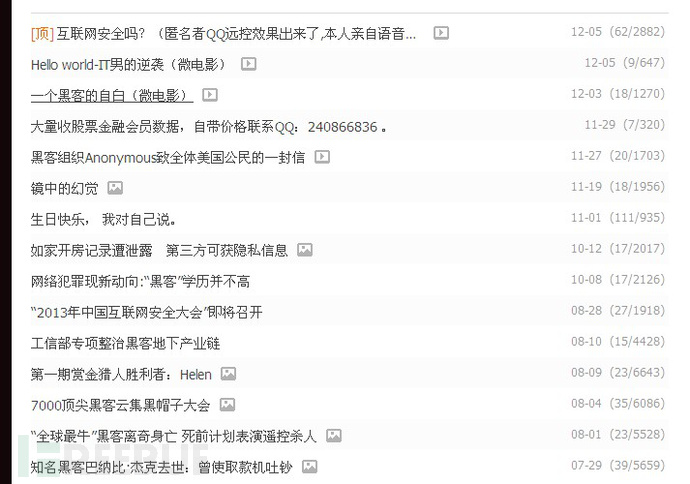 [顶] 互联网安全吗？（匿名者QQ远控效果出来了,本人亲自语音... 12-05 (62/2882)
Hello world-IT男的逆袭（微电影） 12-05 (9/647)
一个黑客的自白（微电影） 12-03 (18/1270)
大量收股票金融会员数据，自带价格联系QQ：240866836 。 11-29 (7/320)
黑客组织Anonymous致全体美国公民的一封信 11-27 (20/1703)
镜中的幻觉 11-19 (18/1956)
生日快乐， 我对自己说。 11-01 (111/935)
如家开房记录遭泄露　第三方可获隐私信息 10-12 (17/2017)
网络犯罪现新动向:“黑客”学历并不高 10-08 (17/2126)
“2013年中国互联网安全大会”即将召开 08-28 (27/1918)
工信部专项整治黑客地下产业链 08-10 (15/4428)
第一期赏金猎人胜利者：Helen 08-09 (23/6643)
7000顶尖黑客云集黑帽子大会 08-04 (35/6086)
“全球最牛”黑客离奇身亡 死前计划表演遥控杀人 08-01 (23/5528)
知名黑客巴纳比·杰克去世：曾使取款机吐钞 07-29 (39/5659)